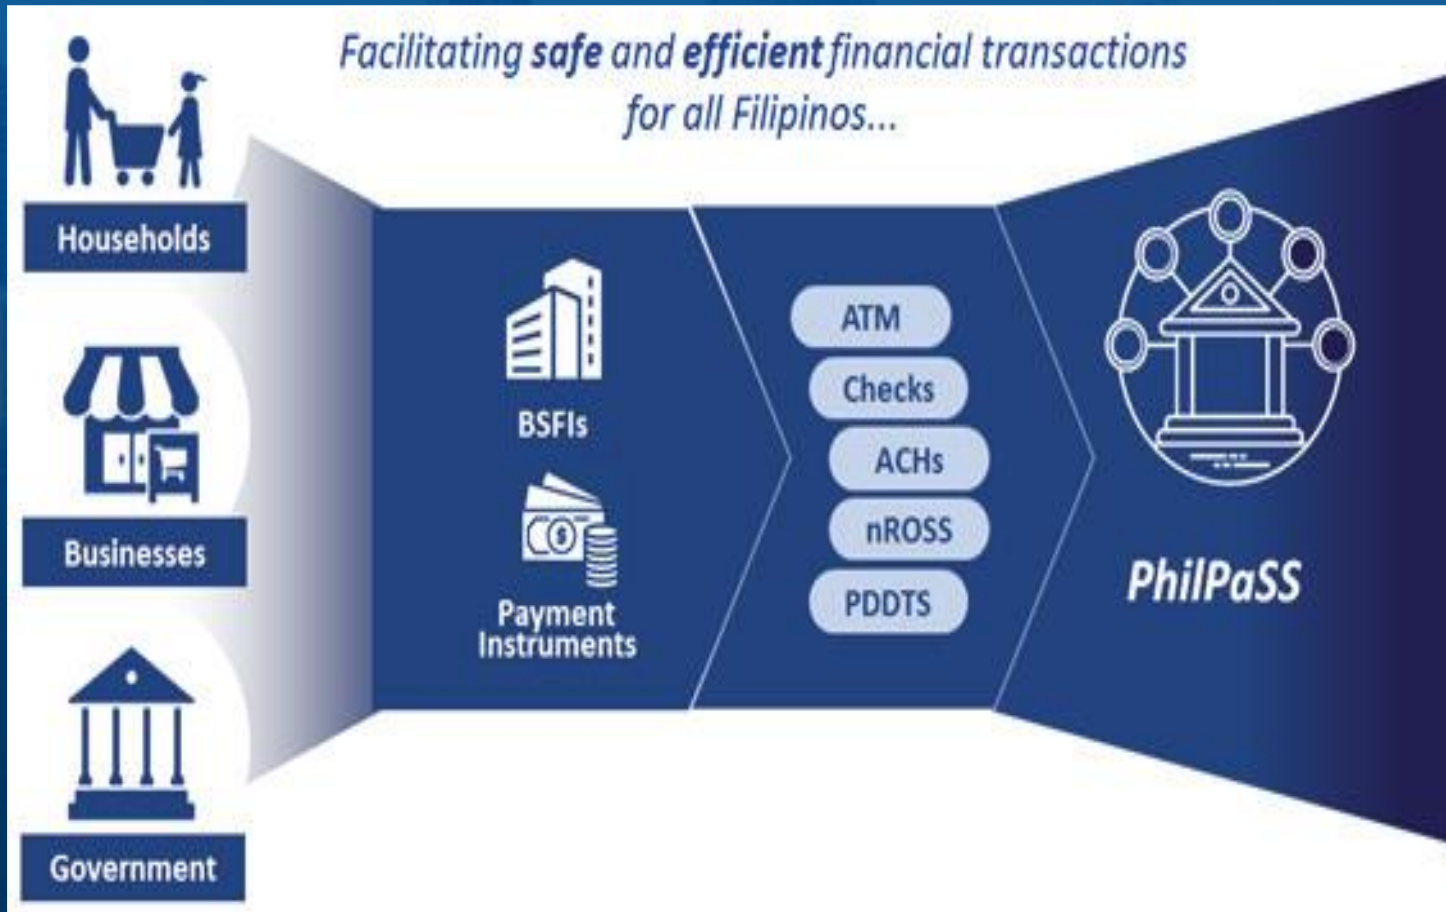 Facilitating safe and efficient financial transactions
for all Filipinos...
Households
Businesses
Government
BSFIs
Payment
Instruments
ATM
Checks
ACHs
nROSS
PDDTS
PhilPaSS